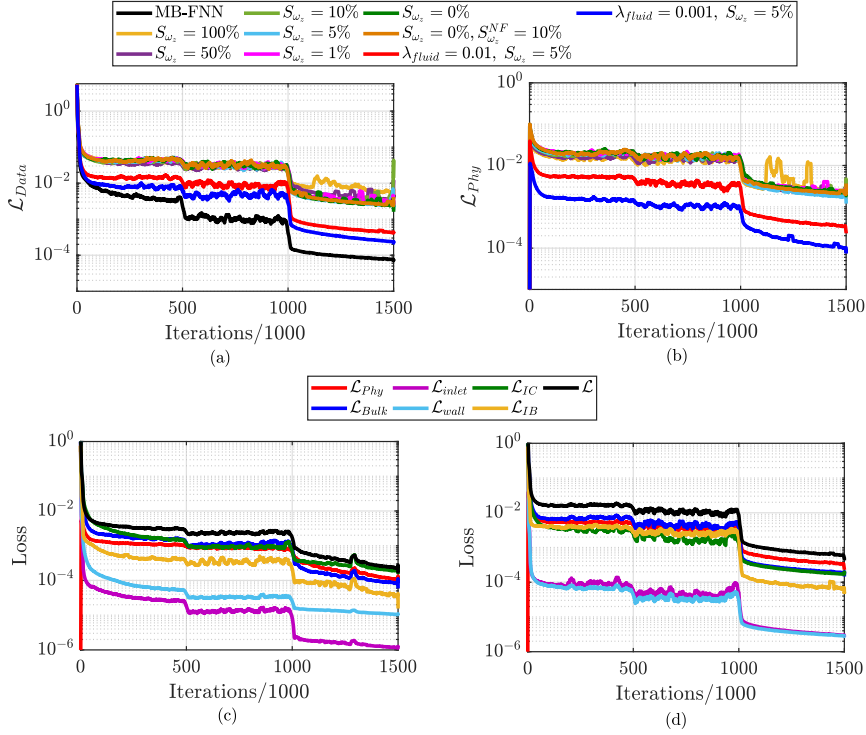 MB-FNN S_{ω_z} = 10% S_{ω_z} = 0% λ_{fluid} = 0.001, S_{ω_z} = 5%
S_{ω_z} = 100% S_{ω_z} = 5% S_{ω_z} = 0%, S_{ω_z}^{NF} = 10%
S_{ω_z} = 50% S_{ω_z} = 1% λ_{fluid} = 0.01, S_{ω_z} = 5%
10^0
10^{-2}
10^{-4}
ℒ_{Data}
0 500 1000 1500
Iterations/1000
(a)
10^0
10^{-2}
10^{-4}
ℒ_{Phy}
0 500 1000 1500
Iterations/1000
(b)
ℒ_{Phy} ℒ_{inlet} ℒ_{IC} ℒ
ℒ_{Bulk} ℒ_{wall} ℒ_{IB}
10^0
10^{-2}
10^{-4}
10^{-6}
Loss
0 500 1000 1500
Iterations/1000
(c)
10^0
10^{-2}
10^{-4}
10^{-6}
Loss
0 500 1000 1500
Iterations/1000
(d)